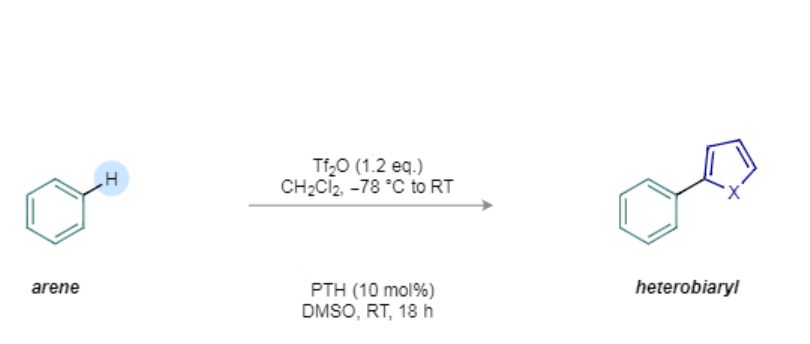 H
Tf₂O (1.2 eq.)
CH₂Cl₂, −78 °C to RT
X
arene
PTH (10 mol%)
DMSO, RT, 18 h
heterobiaryl